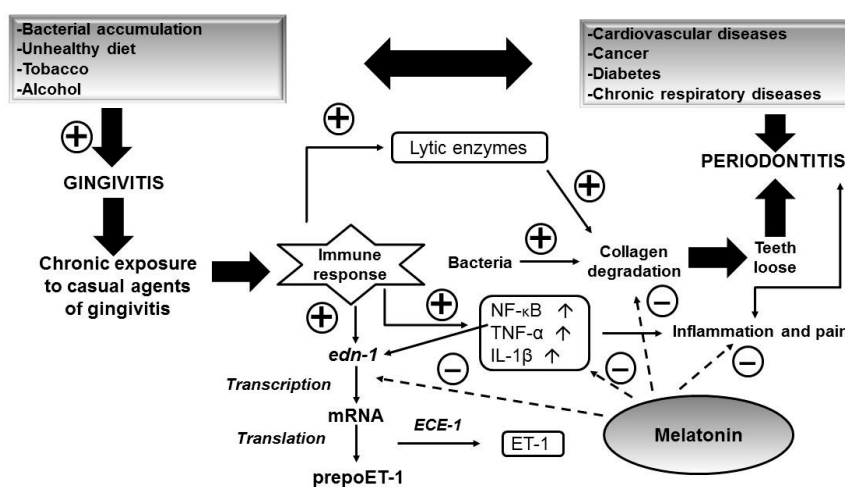 -Bacterial accumulation
-Unhealthy diet
-Tobacco
-Alcohol
-Cardiovascular diseases
-Cancer
-Diabetes
-Chronic respiratory diseases
+
GINGIVITIS
Chronic exposure
to casual agents
of gingivitis
Immune
response
+
Lytic enzymes
+
Bacteria
+
Collagen
degradation
Teeth
loose
PERIODONTITIS
+
+
NF-κB ↑
TNF-α ↑
IL-1β ↑
Inflammation and pain
edn-1
Transcription
mRNA
Translation
prepoET-1
ECE-1
ET-1
−
−
−
−
Melatonin